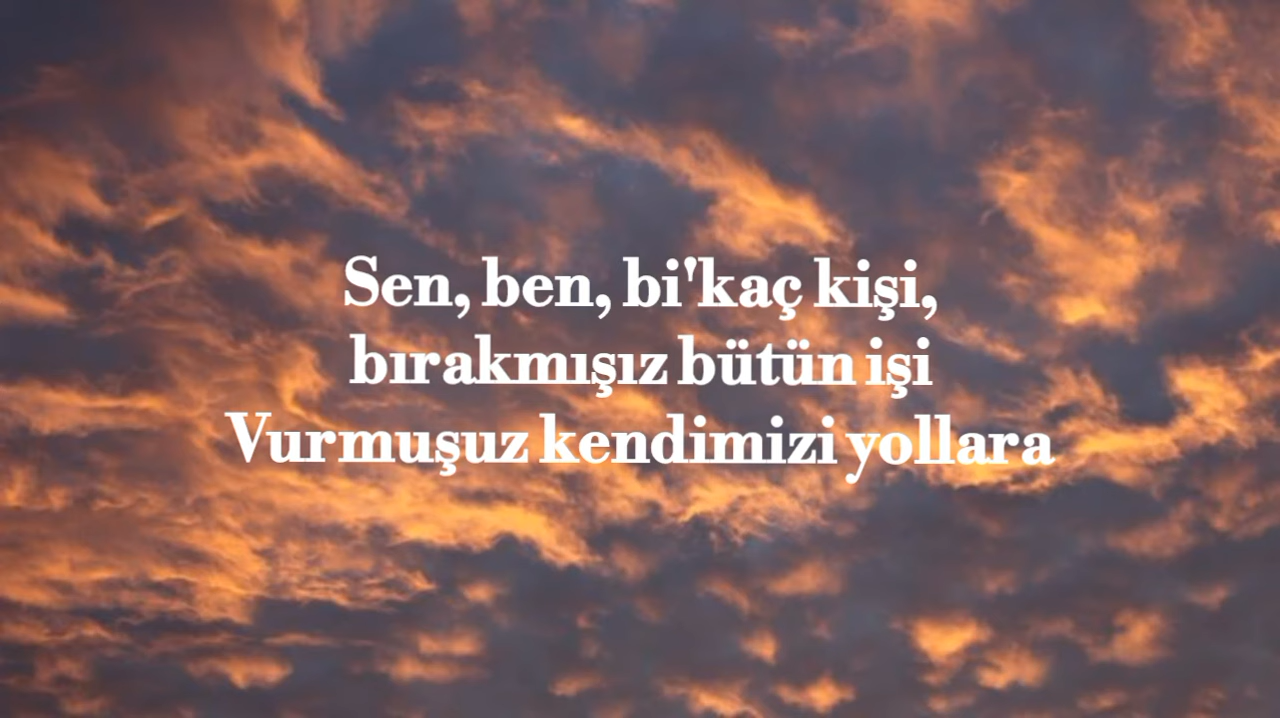 Sen, ben, bi'kaç kişi,
bırakmışız bütün işi
Vurmuşuz kendimizi yollara